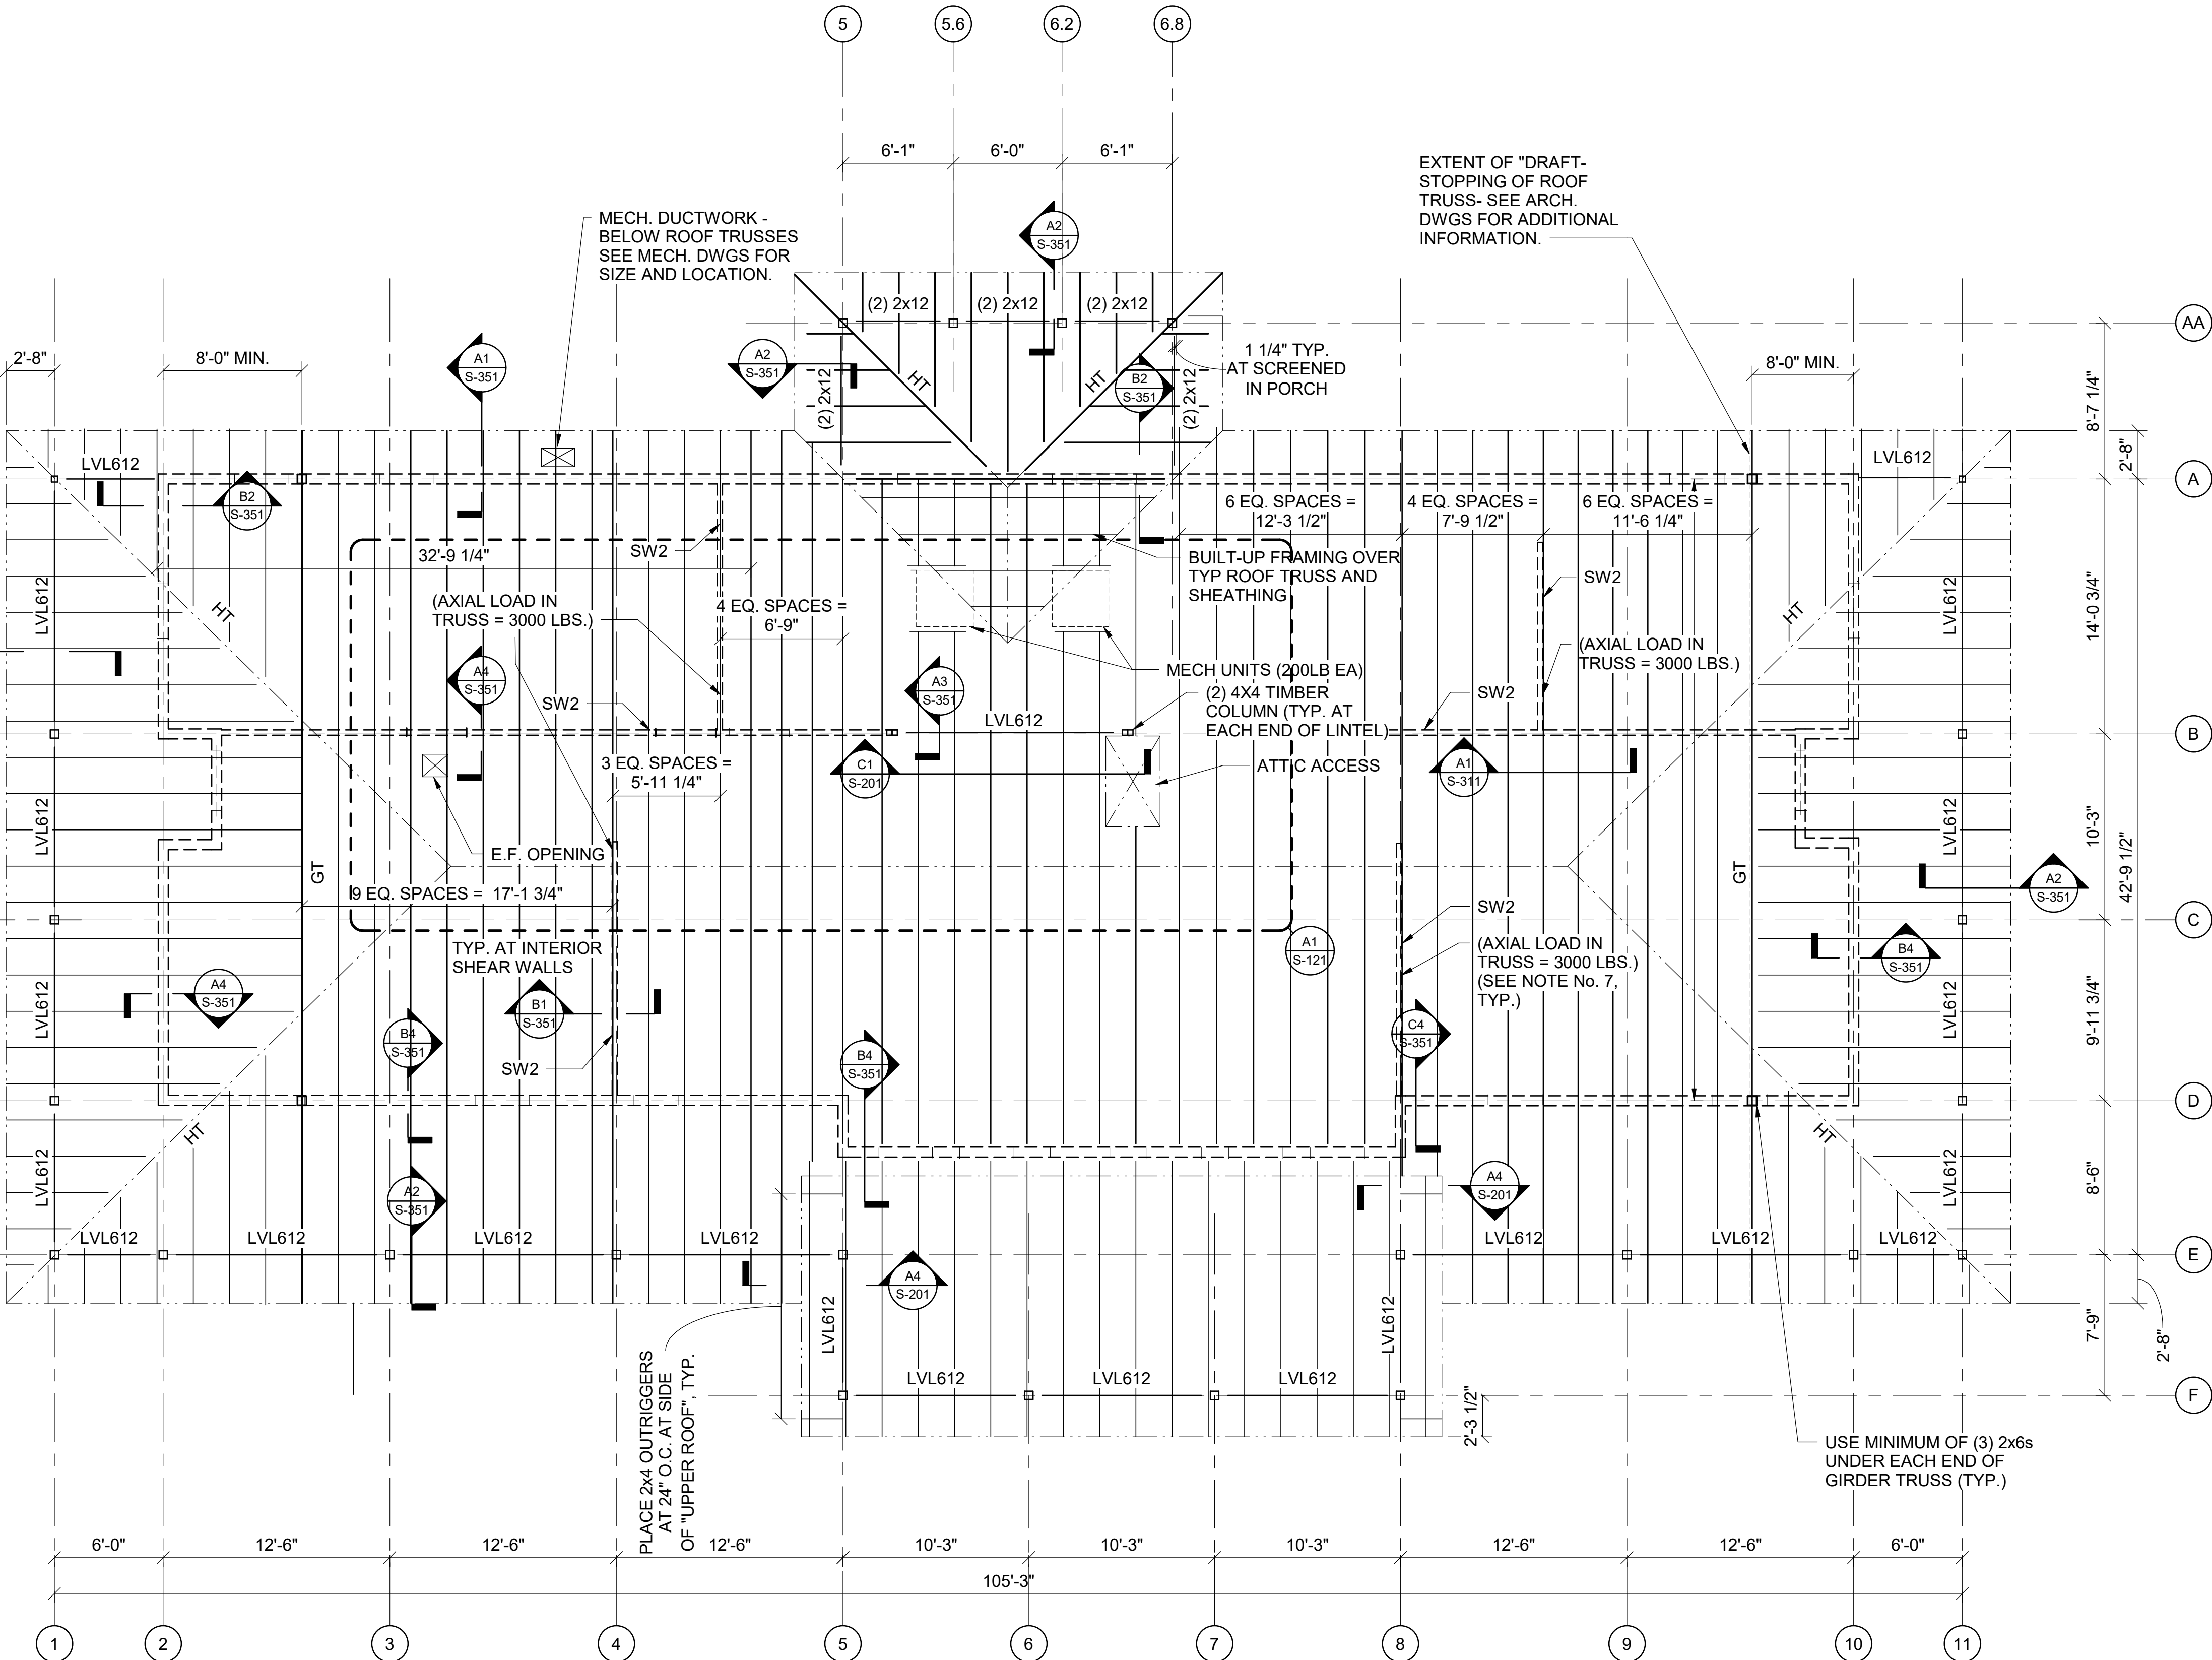 5
5.6
6.2
6.8
6'-1"
6'-0"
6'-1"
EXTENT OF "DRAFT-
STOPPING OF ROOF
TRUSS- SEE ARCH.
DWGS FOR ADDITIONAL
INFORMATION.
MECH. DUCTWORK -
BELOW ROOF TRUSSES
SEE MECH. DWGS FOR
SIZE AND LOCATION.
A2
S-351
(2) 2x12
(2) 2x12
(2) 2x12
AA
2'-8"
8'-0" MIN.
A1
S-351
A2
S-351
(2) 2x12
HT
HT
B2
S-351
(2) 2x12
1 1/4" TYP.
AT SCREENED
IN PORCH
8'-0" MIN.
8'-7 1/4"
2'-8"
LVL612
LVL612
A
B2
S-351
6 EQ. SPACES =
12'-3 1/2"
4 EQ. SPACES =
7'-9 1/2"
6 EQ. SPACES =
11'-6 1/4"
32'-9 1/4"
SW2
BUILT-UP FRAMING OVER
TYP ROOF TRUSS AND
SHEATHING
SW2
LVL612
HT
(AXIAL LOAD IN
TRUSS = 3000 LBS.)
4 EQ. SPACES =
6'-9"
HT
LVL612
14'-0 3/4"
(AXIAL LOAD IN
TRUSS = 3000 LBS.)
MECH UNITS (200LB EA)
A4
S-351
A3
S-351
SW2
LVL612
(2) 4X4 TIMBER
COLUMN (TYP. AT
EACH END OF LINTEL)
SW2
B
3 EQ. SPACES =
5'-11 1/4"
C1
S-201
ATTIC ACCESS
A1
S-311
LVL612
LVL612
10'-3"
42'-9 1/2"
E.F. OPENING
GT
GT
9 EQ. SPACES =  17'-1 3/4"
A2
S-351
SW2
C
TYP. AT INTERIOR
SHEAR WALLS
A1
S-121
(AXIAL LOAD IN
TRUSS = 3000 LBS.)
(SEE NOTE No. 7,
TYP.)
B4
S-351
A4
S-351
LVL612
B1
S-351
LVL612
9'-11 3/4"
B4
S-351
SW2
B4
S-351
C4
S-351
D
HT
HT
LVL612
A2
S-351
A4
S-201
LVL612
8'-6"
LVL612
LVL612
LVL612
LVL612
LVL612
LVL612
LVL612
E
A4
S-201
LVL612
LVL612
7'-9"
2'-8"
PLACE 2x4 OUTRIGGERS
AT 24" O.C. AT SIDE
OF "UPPER ROOF", TYP.
LVL612
LVL612
LVL612
F
2'-3 1/2"
USE MINIMUM OF (3) 2x6s
UNDER EACH END OF
GIRDER TRUSS (TYP.)
6'-0"
12'-6"
12'-6"
12'-6"
10'-3"
10'-3"
10'-3"
12'-6"
12'-6"
6'-0"
105'-3"
1
2
3
4
5
6
7
8
9
10
11